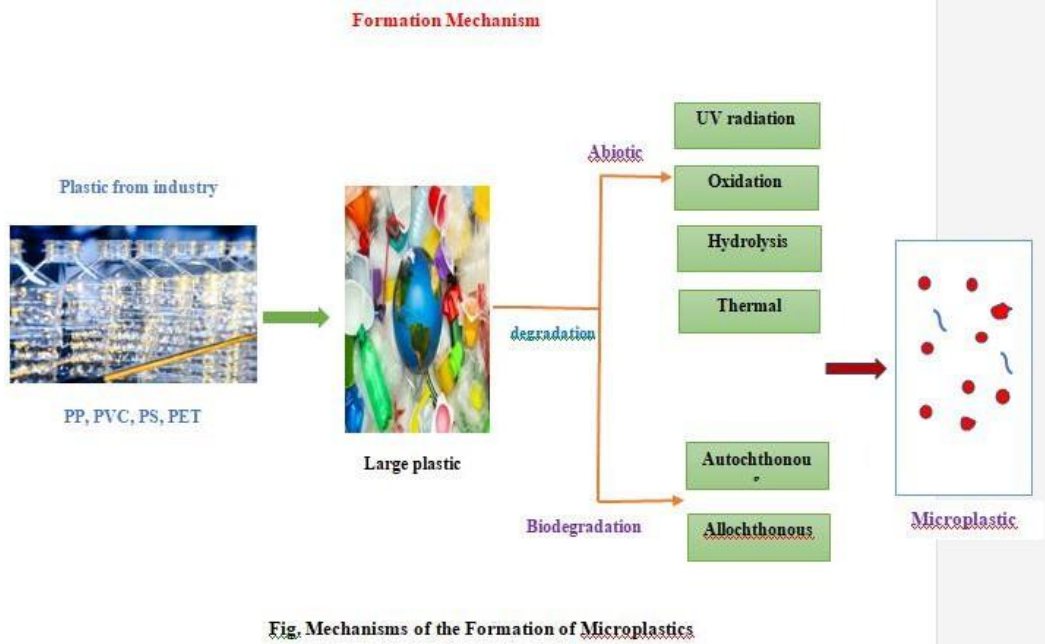 Formation Mechanism
UV radiation
Abiotic
Plastic from industry
Oxidation
Hydrolysis
Thermal
degradation
PP, PVC, PS, PET
Large plastic
Autochthonou
Biodegradation
Allochthonous
Microplastic
Fig, Mechanisms of the Formation of Microplastics